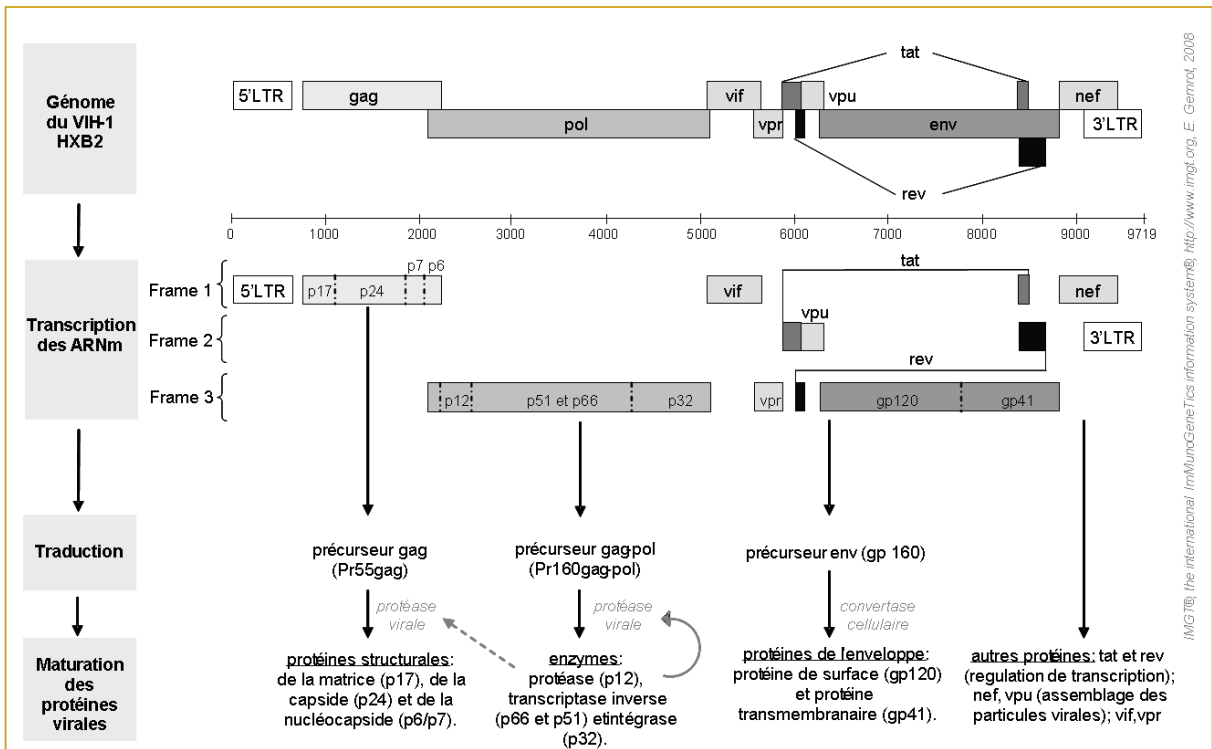 Génome
du VIH-1
HXB2
tat
5'LTR
gag
vif
vpu
nef
pol
vpr
env
3'LTR
rev
0
1000
2000
3000
4000
5000
6000
7000
8000
9000
9719
Transcription
des ARNm
Frame 1
5'LTR
p17
p24
p7
p6
vif
tat
nef
Frame 2
vpu
3'LTR
rev
Frame 3
p12
p51 et p66
p32
vpr
gp120
gp41
Traduction
précurseur gag
(Pr55gag)
précurseur gag-pol
(Pr160gag-pol)
précurseur env (gp 160)
protéase
virale
protéase
virale
convertase
cellulaire
Maturation
des
protéines
virales
protéines structurales:
de la matrice (p17), de la
capside (p24) et de la
nucléocapside (p6/p7).
enzymes:
protéase (p12),
transcriptase inverse
(p66 et p51) etintégrase
(p32).
protéines de l'enveloppe:
protéine de surface (gp120)
et protéine
transmembranaire (gp41).
autres protéines: tat et rev
(regulation de transcription);
nef, vpu (assemblage des
particules virales); vif,vpr
IMGT®, the international ImMunoGeneTics information system®, http://www.imgt.org, E. Gemrot, 2008